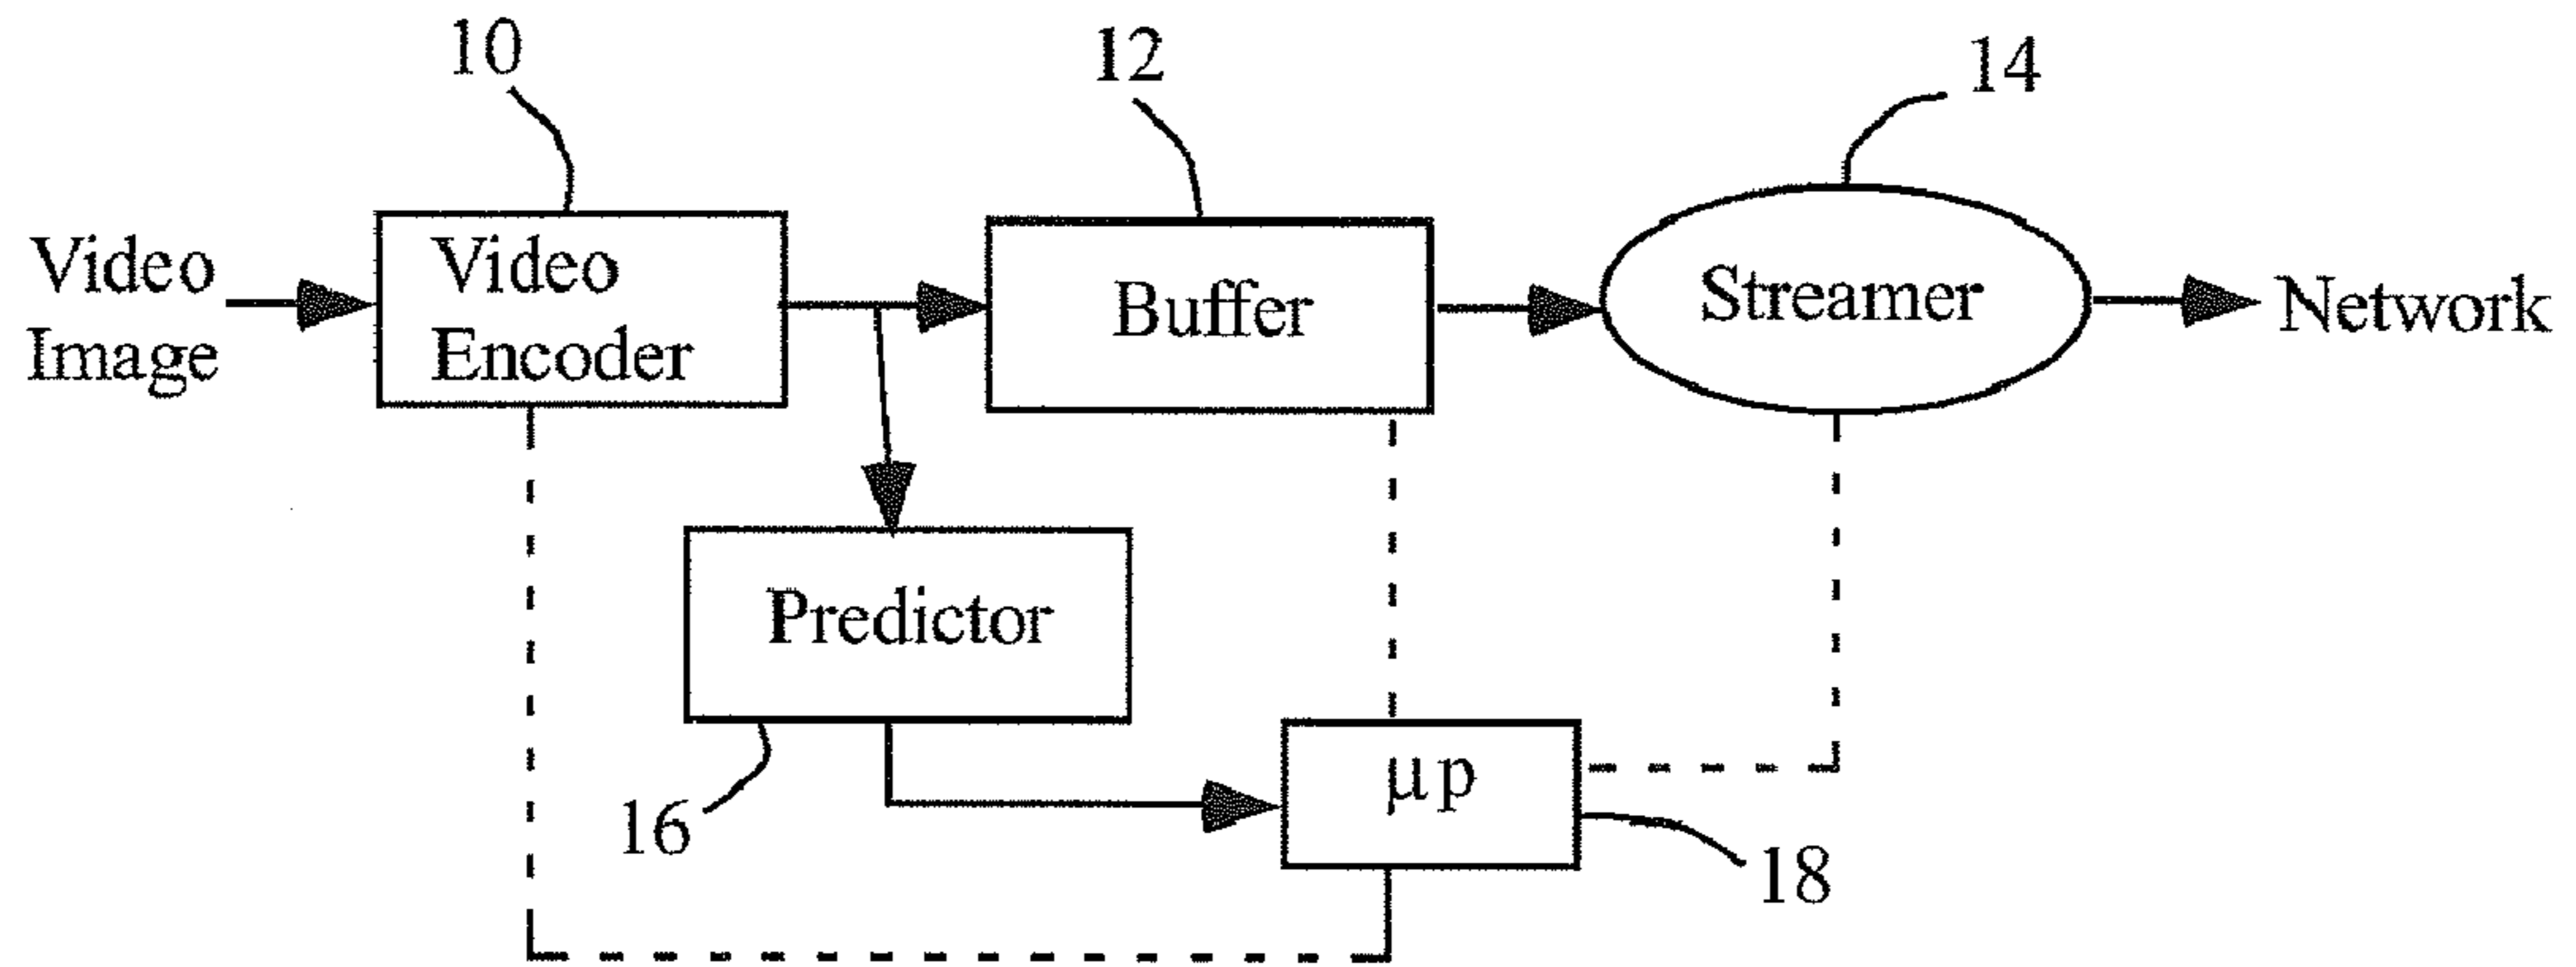 10
12
14
Video
Image
Video
Encoder
Buffer
Streamer
Network
Predictor
μp
16
18